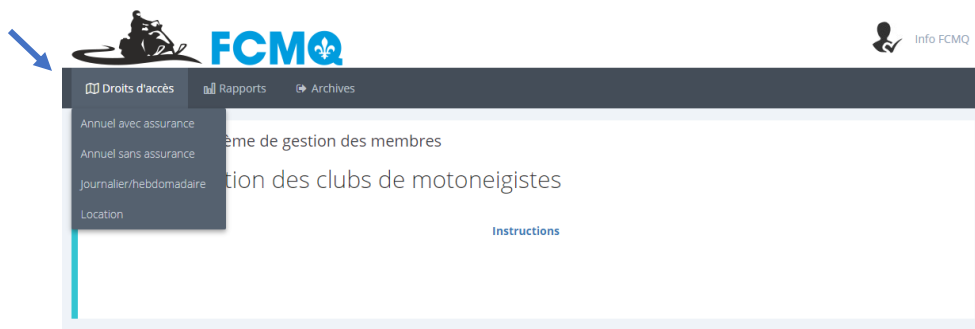 FCMQ
Info FCMQ
Droits d'accès Rapports Archives
Annuel avec assurance
Annuel sans assurance
Journalier/hebdomadaire
Location
ème de gestion des membres
tion des clubs de motoneigistes
Instructions